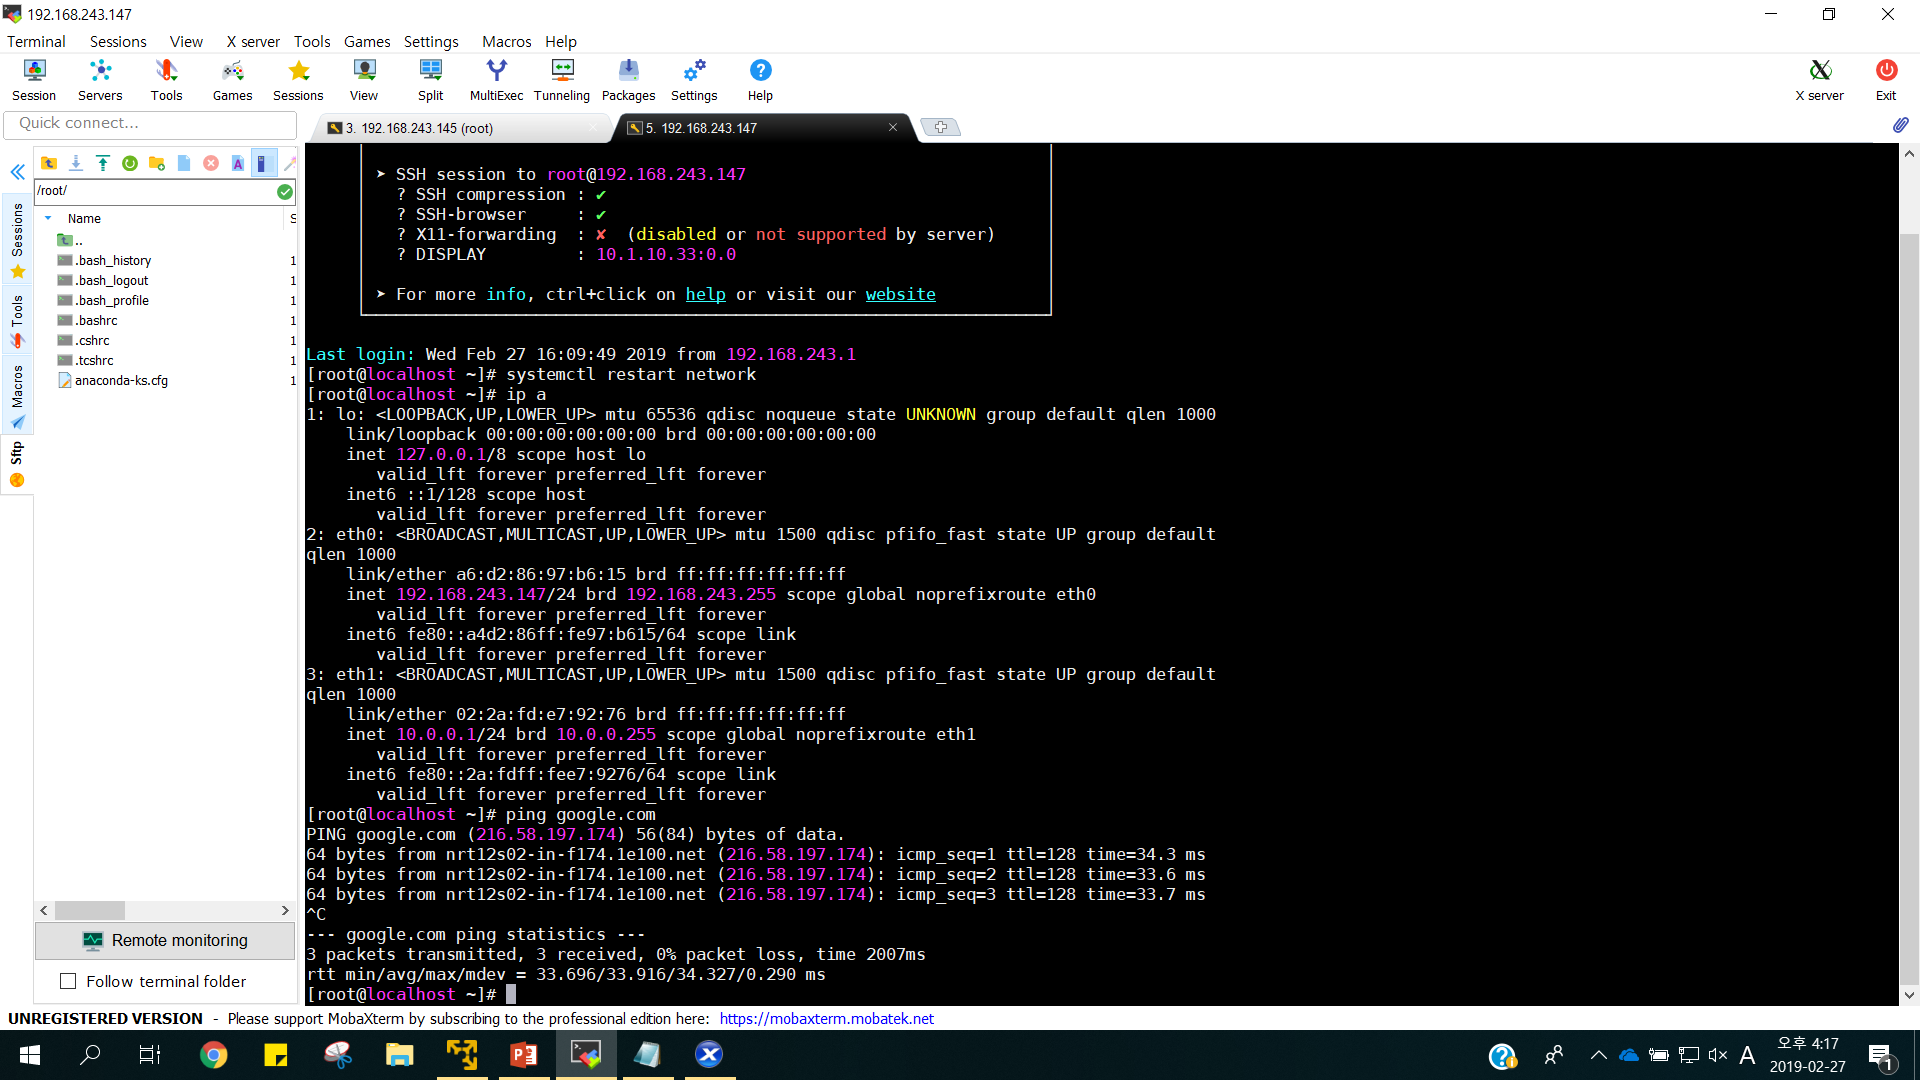 192.168.243.147
Terminal Sessions View X server Tools Games Settings Macros Help
Session Servers Tools Games Sessions View Split MultiExec Tunneling Packages Settings Help X server Exit
Quick connect...
3. 192.168.243.145 (root)
5. 192.168.243.147
/root/
Name S
..
.bash_history 1
.bash_logout 1
.bash_profile 1
.bashrc 1
.cshrc 1
.tcshrc 1
anaconda-ks.cfg 1
Sessions
Tools
Macros
Sftp
Remote monitoring
Follow terminal folder
➤ SSH session to root@192.168.243.147
? SSH compression : ✔
? SSH-browser     : ✔
? X11-forwarding  : ✘  (disabled or not supported by server)
? DISPLAY         : 10.1.10.33:0.0
➤ For more info, ctrl+click on help or visit our website
Last login: Wed Feb 27 16:09:49 2019 from 192.168.243.1
[root@localhost ~]# systemctl restart network
[root@localhost ~]# ip a
1: lo: <LOOPBACK,UP,LOWER_UP> mtu 65536 qdisc noqueue state UNKNOWN group default qlen 1000
    link/loopback 00:00:00:00:00:00 brd 00:00:00:00:00:00
    inet 127.0.0.1/8 scope host lo
       valid_lft forever preferred_lft forever
    inet6 ::1/128 scope host
       valid_lft forever preferred_lft forever
2: eth0: <BROADCAST,MULTICAST,UP,LOWER_UP> mtu 1500 qdisc pfifo_fast state UP group default
qlen 1000
    link/ether a6:d2:86:97:b6:15 brd ff:ff:ff:ff:ff:ff
    inet 192.168.243.147/24 brd 192.168.243.255 scope global noprefixroute eth0
       valid_lft forever preferred_lft forever
    inet6 fe80::a4d2:86ff:fe97:b615/64 scope link
       valid_lft forever preferred_lft forever
3: eth1: <BROADCAST,MULTICAST,UP,LOWER_UP> mtu 1500 qdisc pfifo_fast state UP group default
qlen 1000
    link/ether 02:2a:fd:e7:92:76 brd ff:ff:ff:ff:ff:ff
    inet 10.0.0.1/24 brd 10.0.0.255 scope global noprefixroute eth1
       valid_lft forever preferred_lft forever
    inet6 fe80::2a:fdff:fee7:9276/64 scope link
       valid_lft forever preferred_lft forever
[root@localhost ~]# ping google.com
PING google.com (216.58.197.174) 56(84) bytes of data.
64 bytes from nrt12s02-in-f174.1e100.net (216.58.197.174): icmp_seq=1 ttl=128 time=34.3 ms
64 bytes from nrt12s02-in-f174.1e100.net (216.58.197.174): icmp_seq=2 ttl=128 time=33.6 ms
64 bytes from nrt12s02-in-f174.1e100.net (216.58.197.174): icmp_seq=3 ttl=128 time=33.7 ms
^C
--- google.com ping statistics ---
3 packets transmitted, 3 received, 0% packet loss, time 2007ms
rtt min/avg/max/mdev = 33.696/33.916/34.327/0.290 ms
[root@localhost ~]#
UNREGISTERED VERSION - Please support MobaXterm by subscribing to the professional edition here: https://mobaxterm.mobatek.net
A
오후 4:17
2019-02-27
1